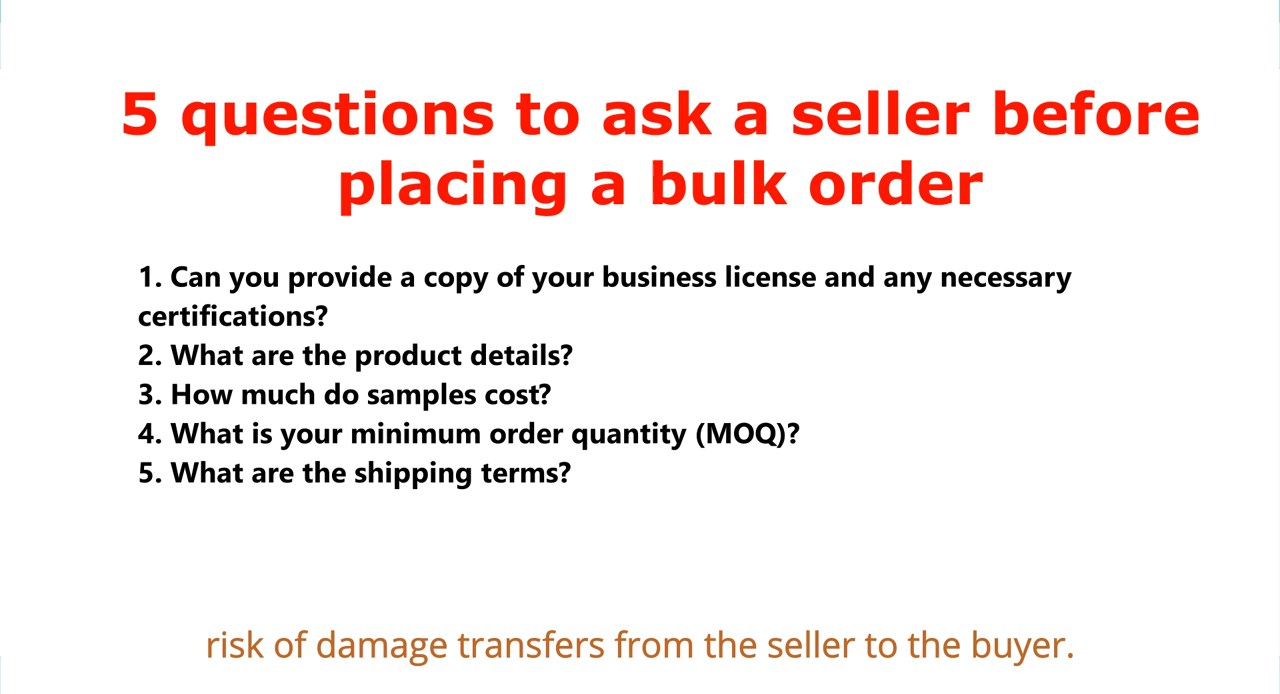 5 questions to ask a seller before
placing a bulk order
1. Can you provide a copy of your business license and any necessary
certifications?
2. What are the product details?
3. How much do samples cost?
4. What is your minimum order quantity (MOQ)?
5. What are the shipping terms?
risk of damage transfers from the seller to the buyer.